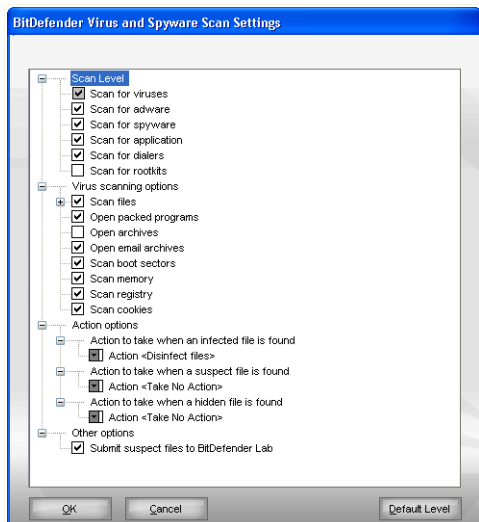 BitDefender Virus and Spyware Scan Settings
Scan Level
Scan for viruses
Scan for adware
Scan for spyware
Scan for application
Scan for dialers
Scan for rootkits
Virus scanning options
Scan files
Open packed programs
Open archives
Open email archives
Scan boot sectors
Scan memory
Scan registry
Scan cookies
Action options
Action to take when an infected file is found
Action <Disinfect files>
Action to take when a suspect file is found
Action <Take No Action>
Action to take when a hidden file is found
Action <Take No Action>
Other options
Submit suspect files to BitDefender Lab
OK Cancel Default Level